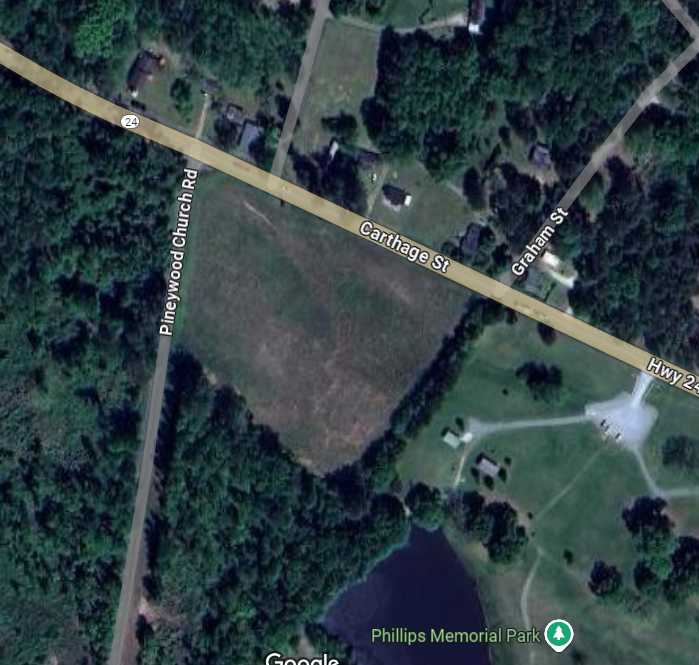 24
Pineywood Church Rd
Carthage St
Graham St
Hwy 24
Phillips Memorial Park
Google